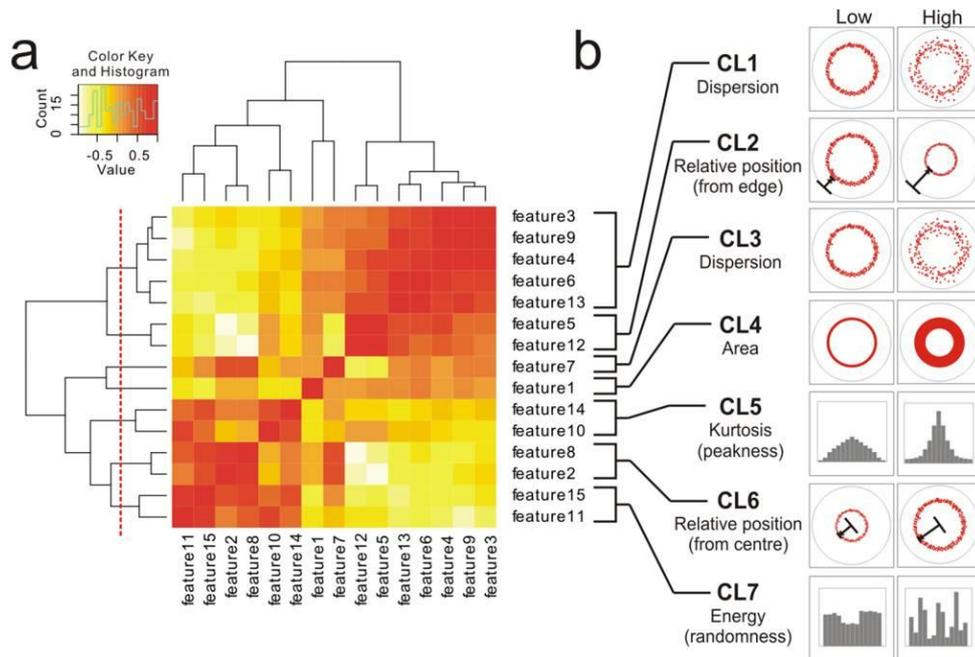 a
Color Key
and Histogram
Count
0
15
-0.5
0.5
Value
feature3
feature9
feature4
feature6
feature13
feature5
feature12
feature7
feature1
feature14
feature10
feature8
feature2
feature15
feature11
feature11
feature15
feature2
feature8
feature10
feature14
feature1
feature7
feature12
feature5
feature13
feature6
feature4
feature9
feature3
b
Low
High
CL1
Dispersion
CL2
Relative position
(from edge)
CL3
Dispersion
CL4
Area
CL5
Kurtosis
(peakness)
CL6
Relative position
(from centre)
CL7
Energy
(randomness)